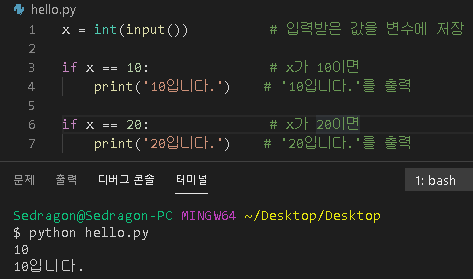 hello.py
1 x = int(input()) # 입력받은 값을 변수에 저장
2
3 if x == 10: # x가 10이면
4 print('10입니다.') # '10입니다.'를 출력
5
6 if x == 20: # x가 20이면
7 print('20입니다.') # '20입니다.'를 출력
문제 출력 디버그 콘솔 터미널 1: bash
Sedragon@Sedragon-PC MINGW64 ~/Desktop/Desktop
$ python hello.py
10
10입니다.